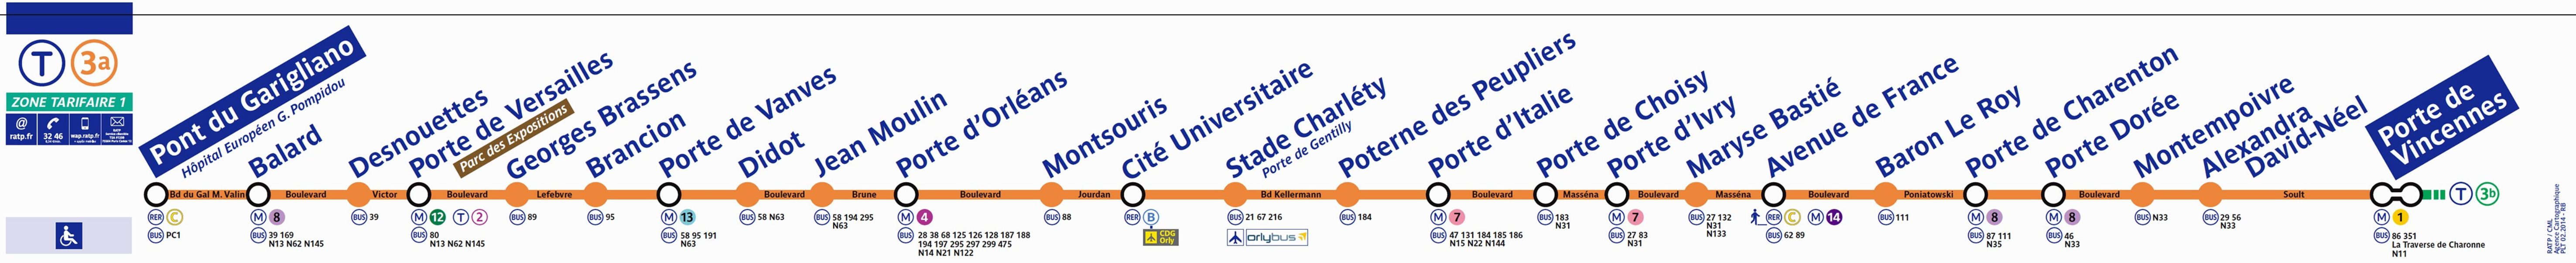 T 3a
ZONE TARIFAIRE 1
@
ratp.fr
32 46
wap.ratp.fr
Pont du Garigliano
Hôpital Européen G. Pompidou
RER C
BUS PC1
Bd du Gal M. Valin
Balard
M 8
BUS 39 169
N13 N62 N145
Boulevard
Desnouettes
BUS 39
Victor
Porte de Versailles
Parc des Expositions
M 12 T 2
BUS 80
N13 N62 N145
Boulevard
Georges Brassens
BUS 89
Lefebvre
Brancion
BUS 95
Porte de Vanves
M 13
BUS 58 95 191
N63
Didot
BUS 58 N63
Boulevard
Jean Moulin
BUS 58 194 295
N63
Brune
Porte d'Orléans
M 4
BUS 28 38 68 125 126 128 187 188
194 197 295 297 299 475
N14 N21 N122
Boulevard
Montsouris
BUS 88
Jourdan
Cité Universitaire
RER B
CDG
Orly
Stade Charléty
Porte de Gentilly
BUS 21 67 216
orlybus
Bd Kellermann
Poterne des Peupliers
BUS 184
Porte d'Italie
M 7
BUS 47 131 184 185 186
N15 N22 N144
Boulevard
Porte de Choisy
BUS 183
N31
Masséna
Porte d'Ivry
M 7
BUS 27 83
N31
Boulevard
Maryse Bastié
BUS 27 132
N31
N133
Masséna
Avenue de France
RER C M 14
BUS 62 89
Boulevard
Baron Le Roy
BUS 111
Poniatowski
Porte de Charenton
M 8
BUS 87 111
N35
Porte Dorée
M 8
BUS 46
N33
Boulevard
Montempoivre
BUS N33
Alexandra
David-Néel
BUS 29 56
N33
Soult
Porte de
Vincennes
M 1
BUS 86 351
La Traverse de Charonne
N11
T 3b
RATP / CML
Agence Cartographique
PLT 02.2014 - RB